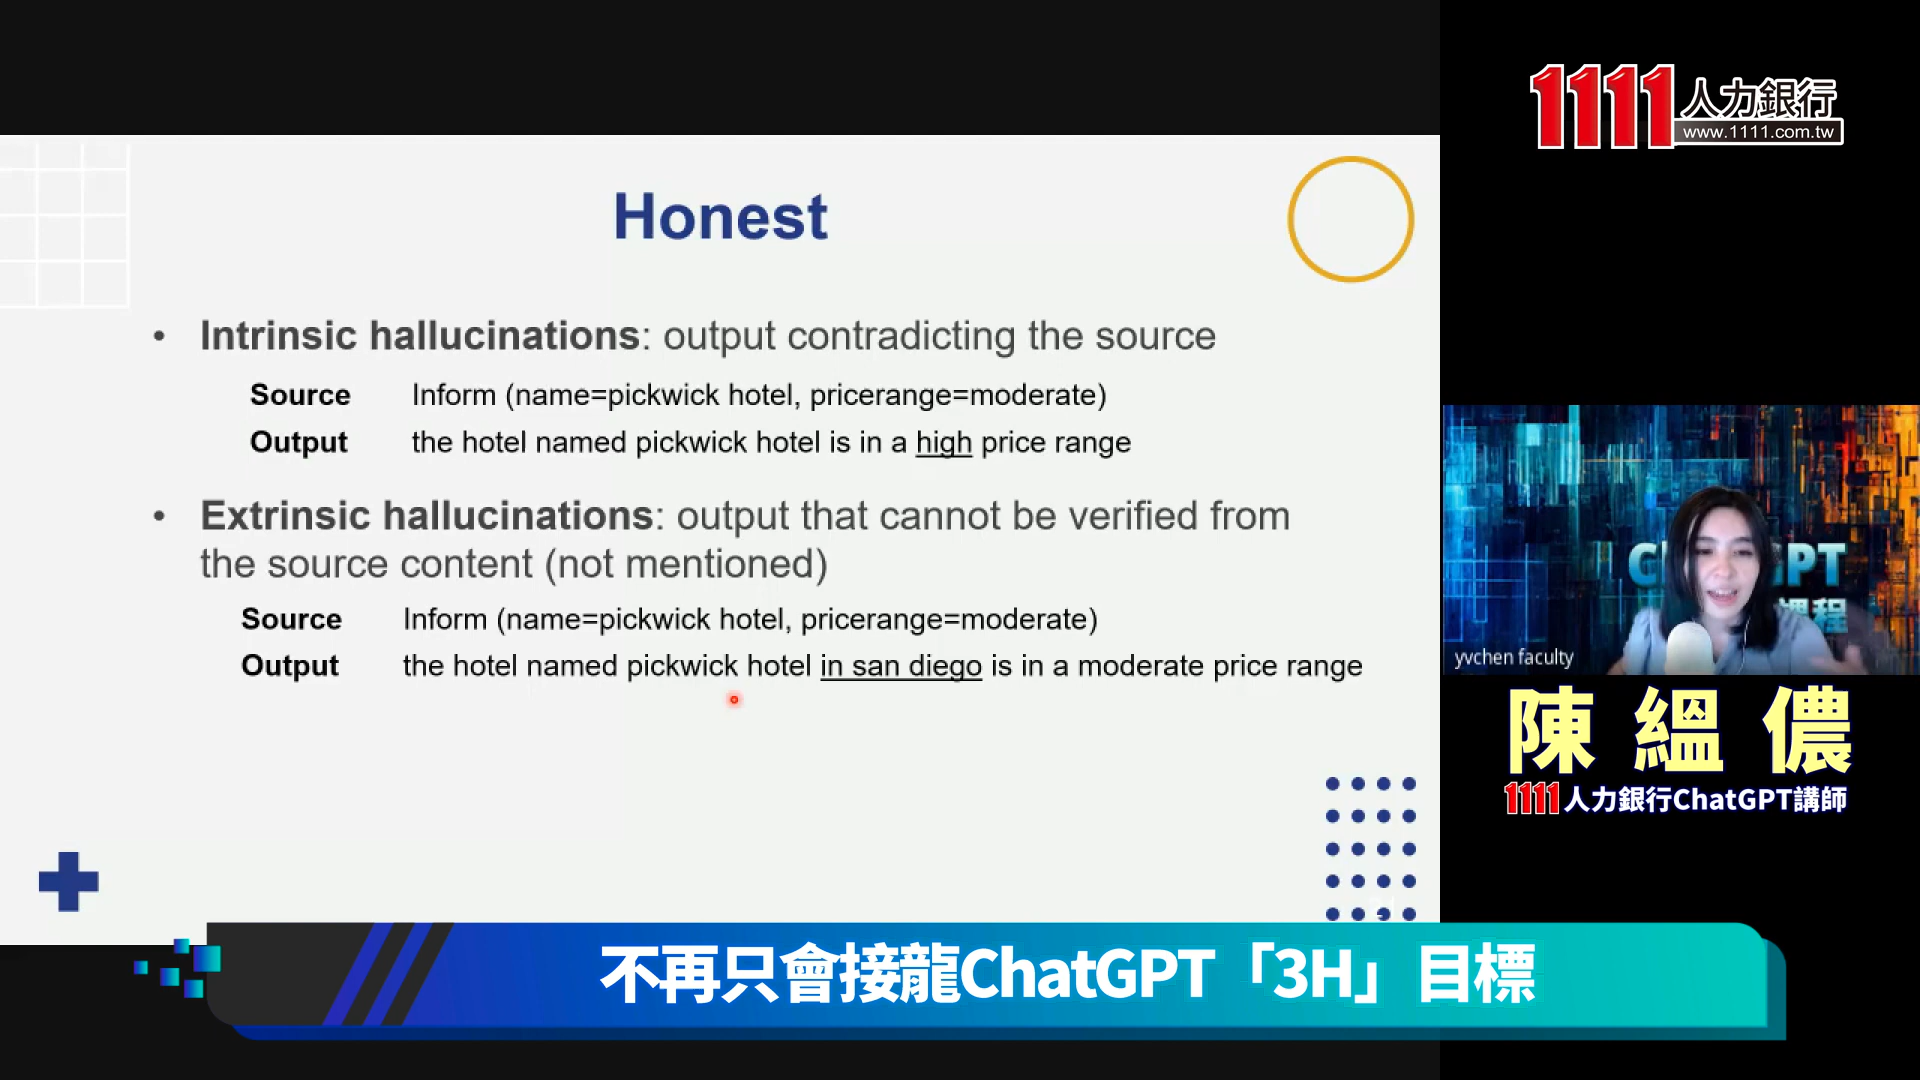 Honest
• Intrinsic hallucinations: output contradicting the source
Source Inform (name=pickwick hotel, pricerange=moderate)
Output the hotel named pickwick hotel is in a high price range
• Extrinsic hallucinations: output that cannot be verified from
the source content (not mentioned)
Source Inform (name=pickwick hotel, pricerange=moderate)
Output the hotel named pickwick hotel in san diego is in a moderate price range
1111人力銀行
www.1111.com.tw
yvchen faculty
陳縕儂
1111人力銀行ChatGPT講師
不再只會接龍ChatGPT「3H」目標